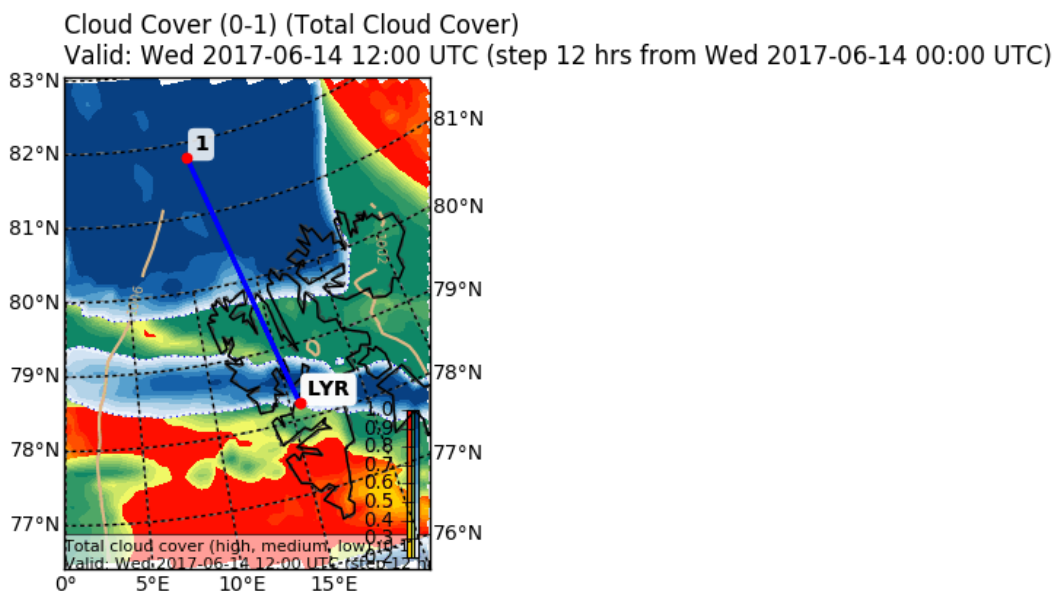 Cloud Cover (0-1) (Total Cloud Cover)
Valid: Wed 2017-06-14 12:00 UTC (step 12 hrs from Wed 2017-06-14 00:00 UTC)
83°N
81°N
1
82°N
80°N
81°N
1002
79°N
80°N
79°N
78°N
LYR
1.0
0.9
0.8
78°N
77°N
0.7
0.6
0.5
77°N
76°N
0.4
0.3
Total cloud cover (high, medium, low)
Valid: Wed 2017-06-14 12:00 UTC (step
0°
5°E
10°E
15°E